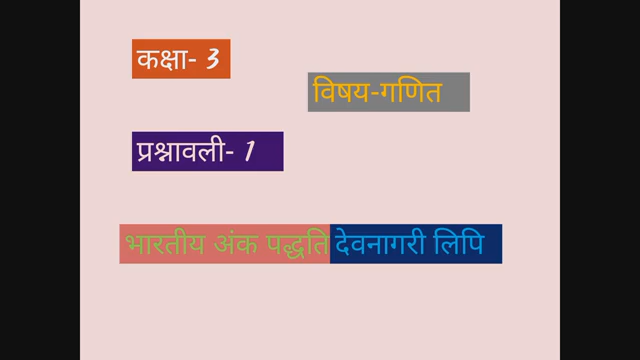 कक्षा- 3
विषय-गणित
प्रश्नावली- 1
भारतीय अंक पद्धति देवनागरी लिपि